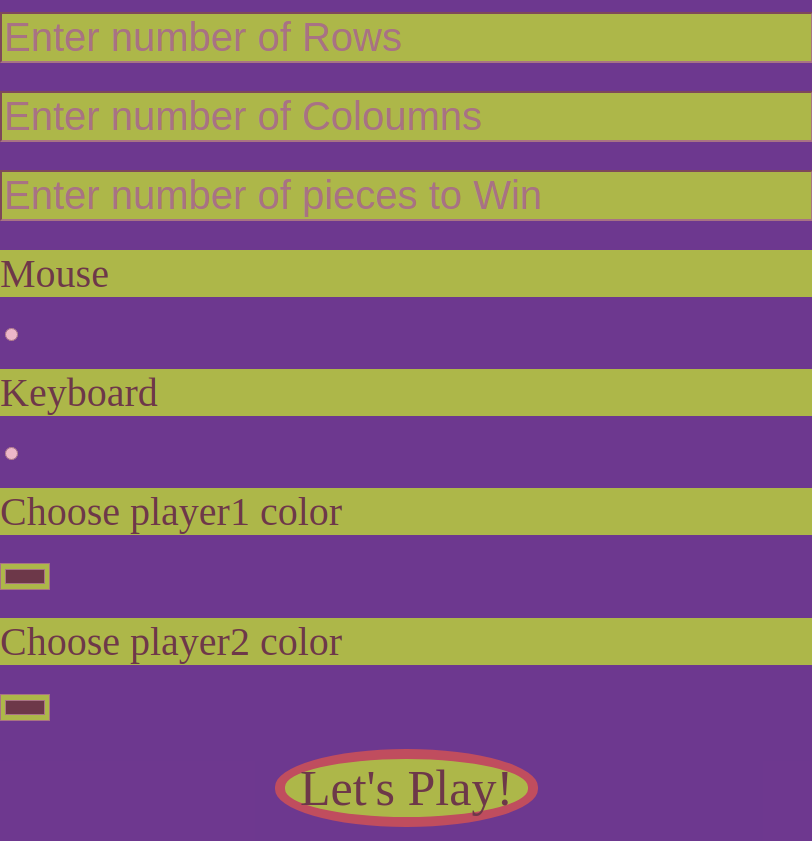 Enter number of Rows
Enter number of Coloumns
Enter number of pieces to Win
Mouse
Keyboard
Choose player1 color
Choose player2 color
Let's Play!